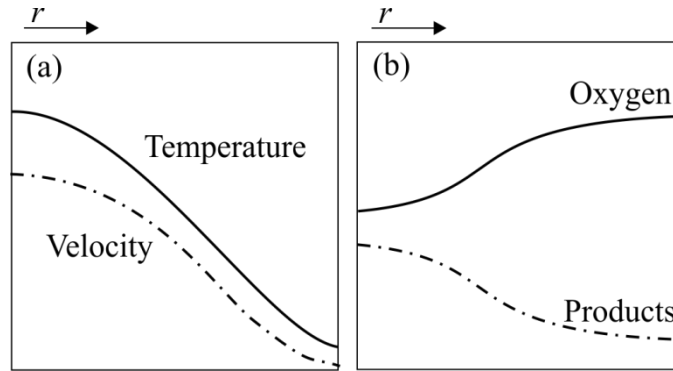 r
r
(a)
(b)
Temperature
Velocity
Oxygen
Products